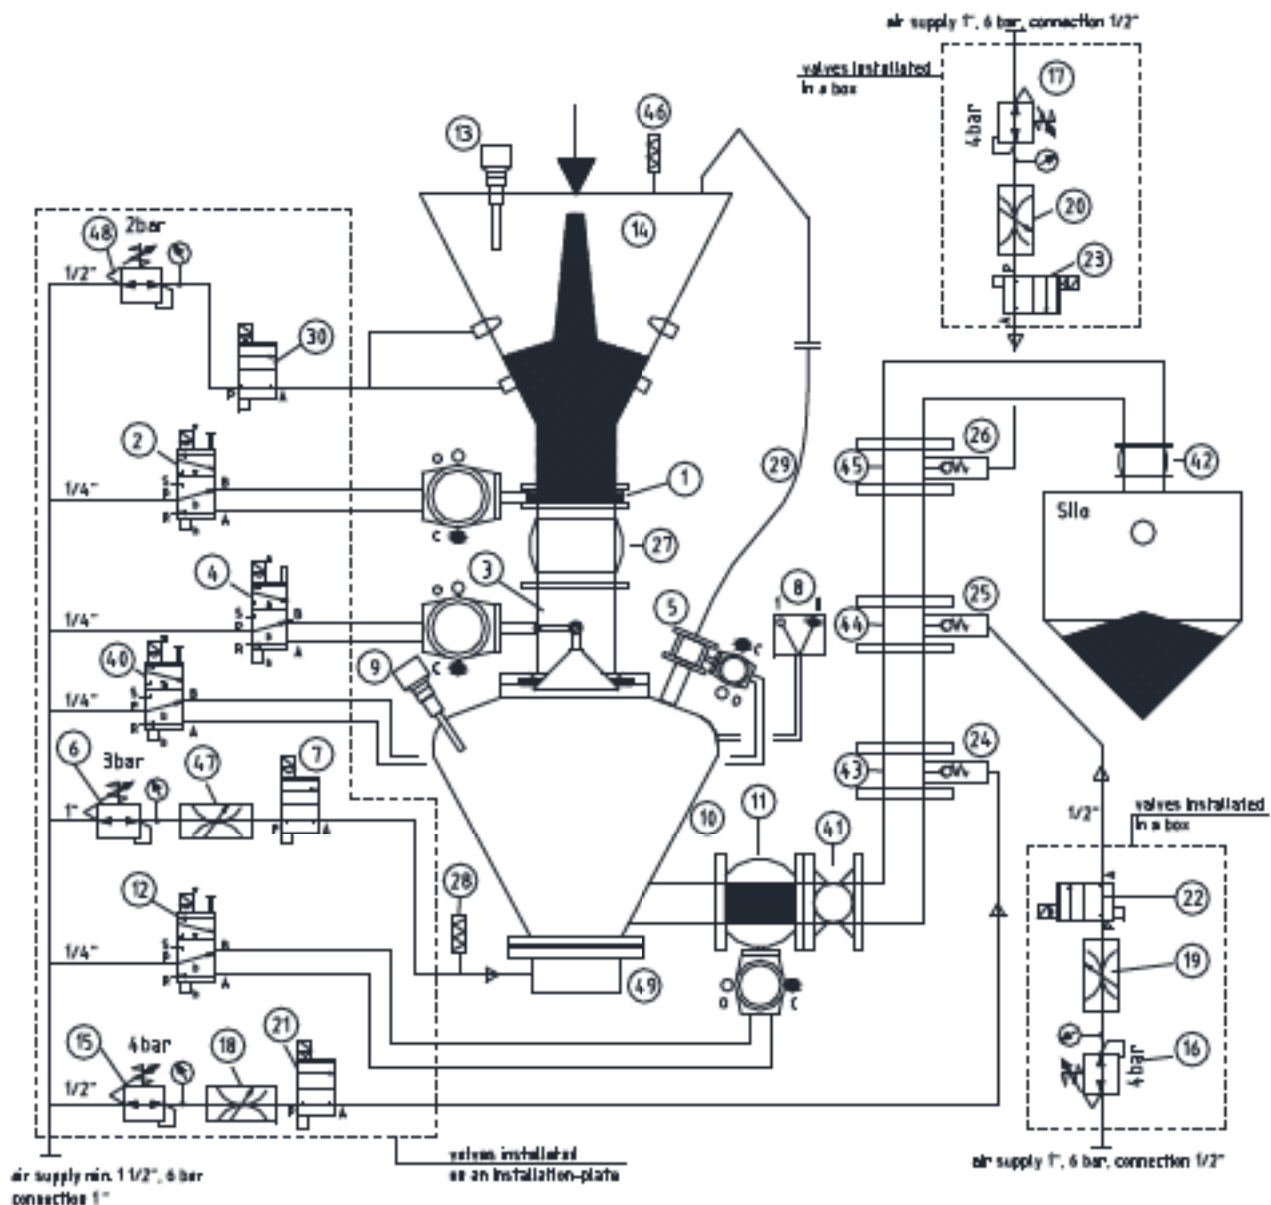 air supply 1", 6 bar, connection 1/2"
valves installated
in a box
17
4bar
20
P
23
A
13
46
14
48
2bar
1/2"
30
P
A
2
1/4"
S
P
R
B
A
C
1
27
29
45
26
42
Silo
4
1/4"
S
P
R
B
A
C
3
5
C
O
8
I
II
44
25
40
1/4"
S
P
R
B
A
9
6
3bar
1"
47
7
P
A
10
11
41
43
24
1/2"
valves installated
in a box
12
1/4"
S
P
R
B
A
28
49
O
C
22
P
19
16
4bar
15
4bar
1/2"
18
21
P
A
valves installated
on an installation-plate
air supply min. 1 1/2", 6 bar
connection 1"
air supply 1", 6 bar, connection 1/2"